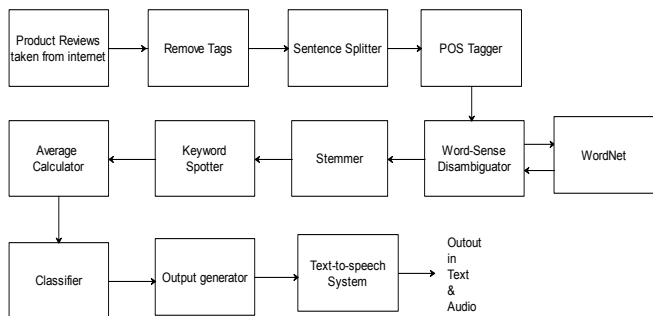 Product Reviews
taken from internet
Remove Tags
Sentence Splitter
POS Tagger
Average
Calculator
Keyword
Spotter
Stemmer
Word-Sense
Disambiguator
WordNet
Classifier
Output generator
Text-to-speech
System
Outout
in
Text
&
Audio